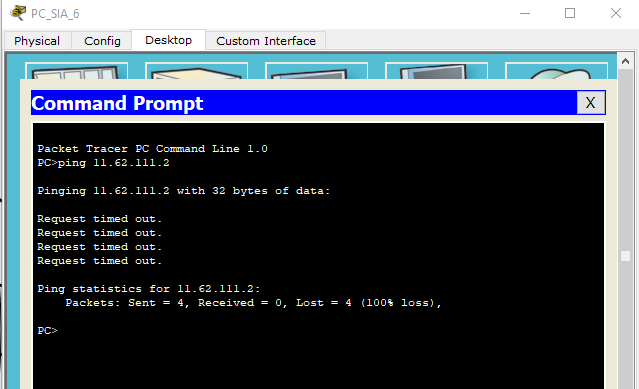 PC_SIA_6
Physical Config Desktop Custom Interface
Command Prompt X
Packet Tracer PC Command Line 1.0
PC>ping 11.62.111.2
Pinging 11.62.111.2 with 32 bytes of data:
Request timed out.
Request timed out.
Request timed out.
Request timed out.
Ping statistics for 11.62.111.2:
Packets: Sent = 4, Received = 0, Lost = 4 (100% loss),
PC>